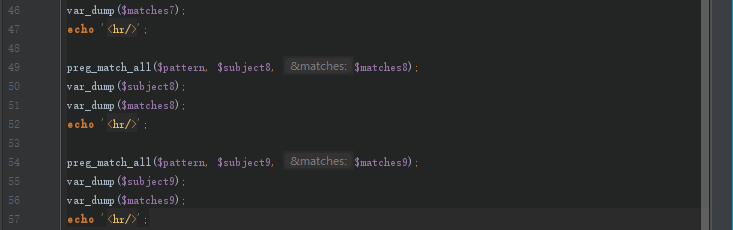 46 var_dump($matches7);
47 echo '<hr/>';
48
49 preg_match_all($pattern, $subject8, &matches: $matches8);
50 var_dump($subject8);
51 var_dump($matches8);
52 echo '<hr/>';
53
54 preg_match_all($pattern, $subject9, &matches: $matches9);
55 var_dump($subject9);
56 var_dump($matches9);
57 echo '<hr/>';